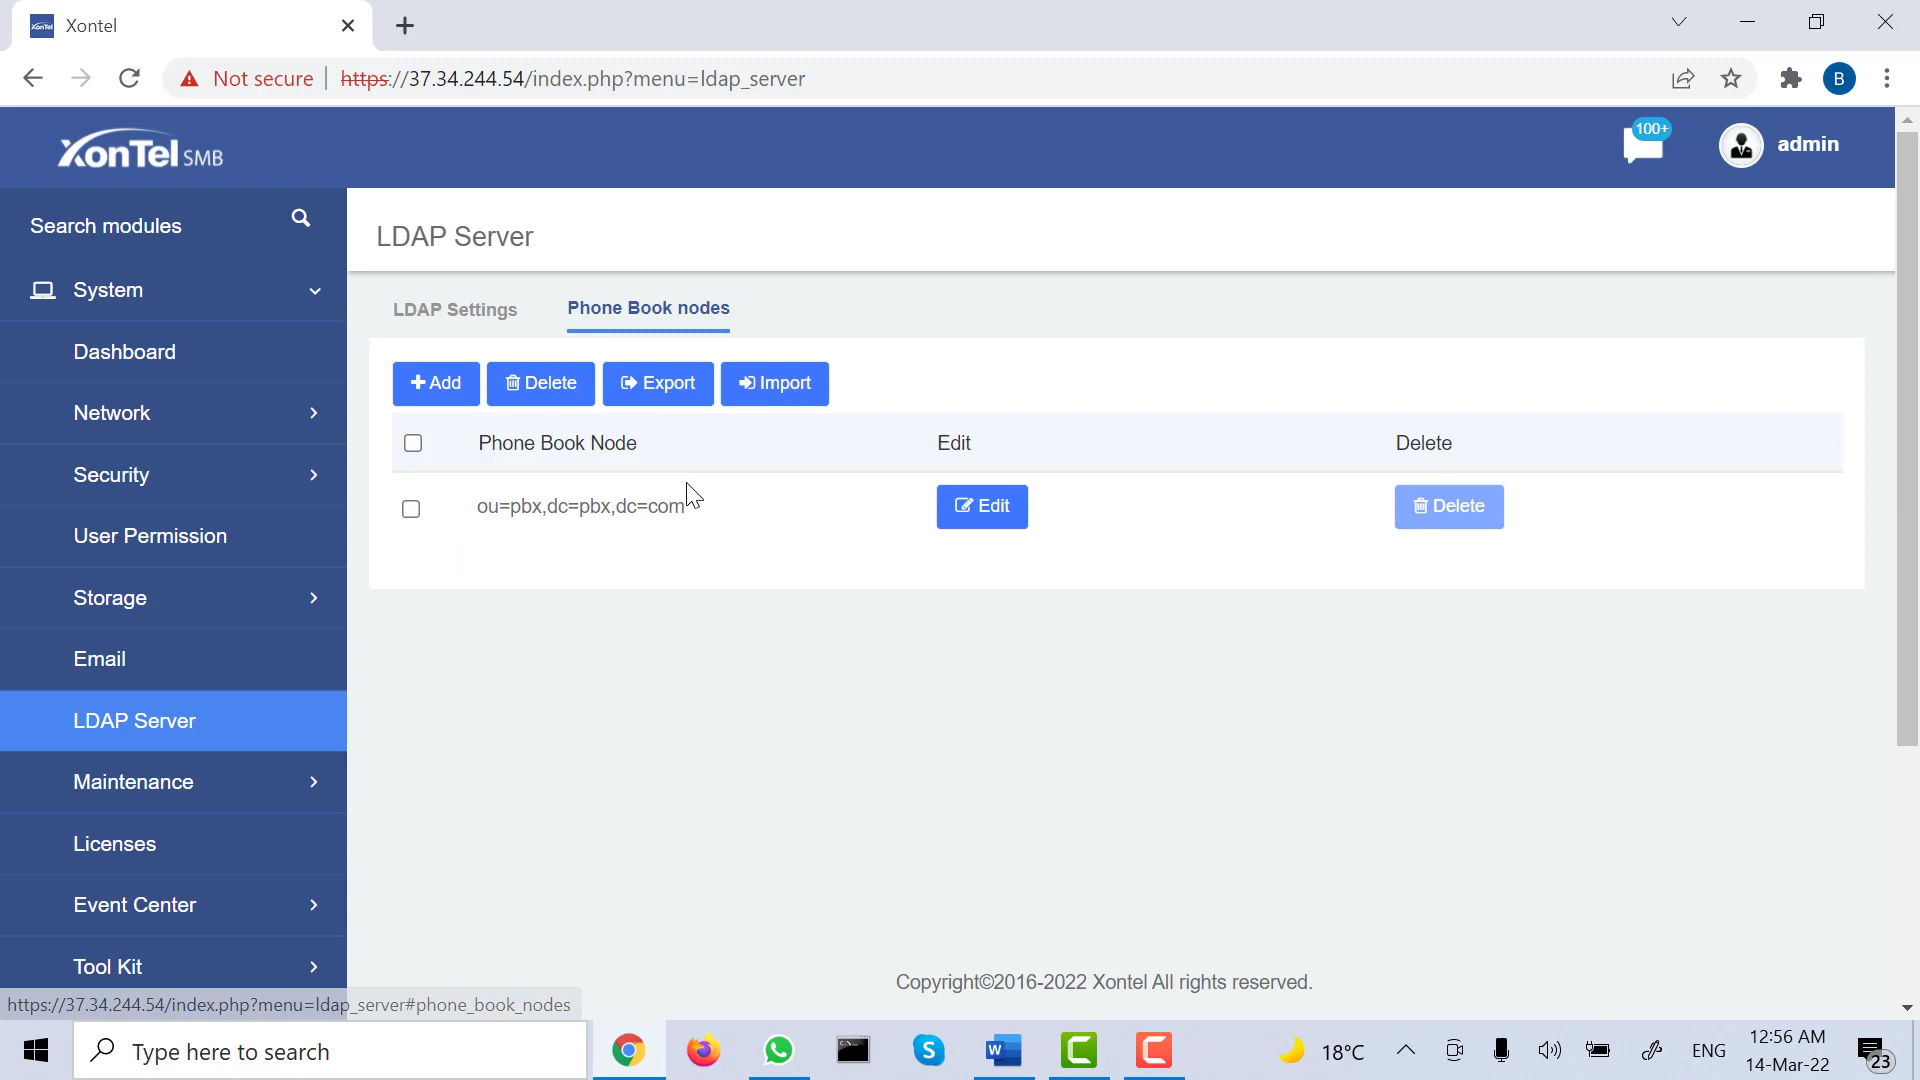 Xontel
Not secure
https://37.34.244.54/index.php?menu=ldap_server
B
XonTel SMB
100+
admin
Search modules
System
Dashboard
Network
Security
User Permission
Storage
Email
LDAP Server
Maintenance
Licenses
Event Center
Tool Kit
LDAP Server
LDAP Settings
Phone Book nodes
Add
Delete
Export
Import
Phone Book Node
Edit
Delete
ou=pbx,dc=pbx,dc=com
Edit
Delete
Copyright©2016-2022 Xontel All rights reserved.
https://37.34.244.54/index.php?menu=ldap_server#phone_book_nodes
Type here to search
18°C
ENG
12:56 AM
14-Mar-22
23